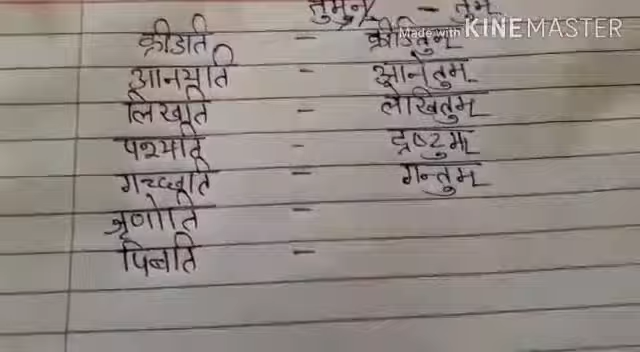 तुमुन् - तुम्
Made with KINEMASTER
क्रीडति - क्रीडितुम्
आनयति - आनेतुम्
लिखति - लेखितुम्
पश्यति - द्रष्टुम्
गच्छति - गन्तुम्
श्रृणोति -
पिबति -